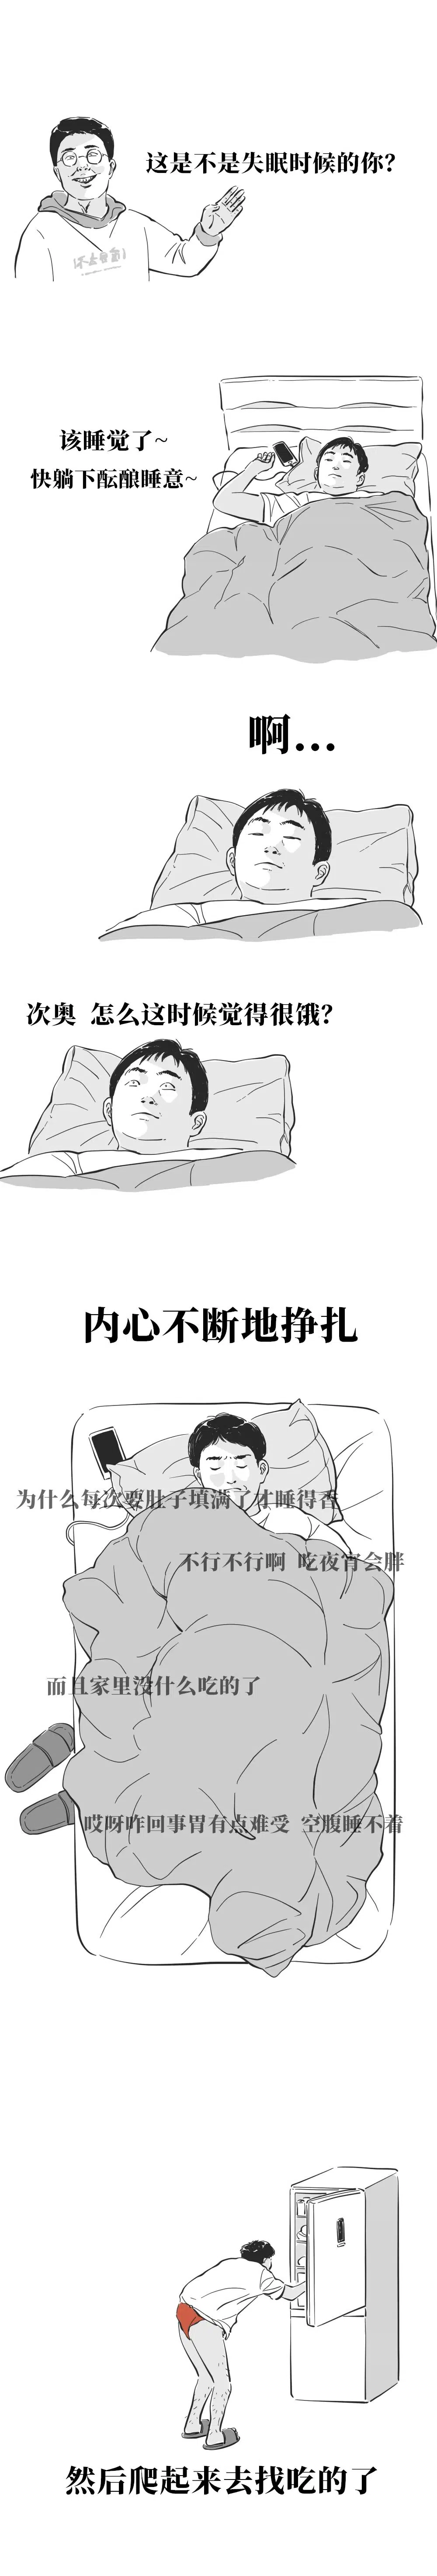 这是不是失眠时候的你?
该睡觉了~
快躺下酝酿睡意~
啊...
次奥 怎么这时候觉得很饿?
内心不断地挣扎
为什么每次要肚子填满了才睡得香
不行不行啊 吃夜宵会胖
而且家里没什么吃的了
哎呀咋回事胃有点难受 空腹睡不着
然后爬起来去找吃的了